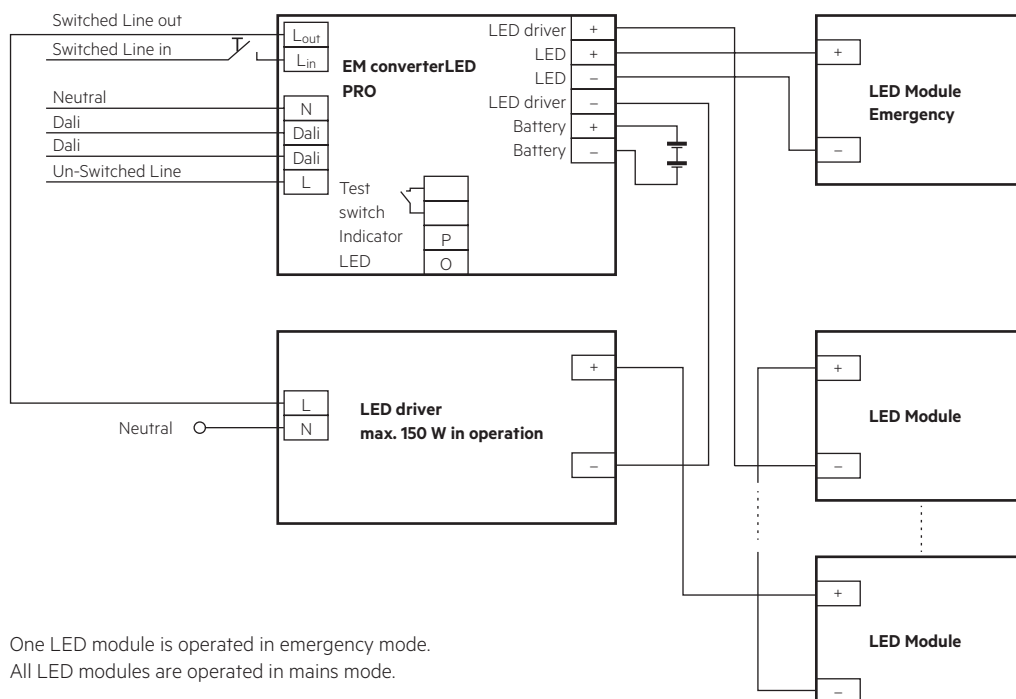 Switched Line out
Switched Line in
Neutral
Dali
Dali
Un-Switched Line
Lout
Lin
N
Dali
Dali
L
EM converterLED
PRO
Test
switch
Indicator
LED
P
O
LED driver +
LED +
LED –
LED driver –
Battery +
Battery –
+
LED Module
Emergency
–
Neutral
L
N
LED driver
max. 150 W in operation
+
–
+
LED Module
–
+
LED Module
–
One LED module is operated in emergency mode.
All LED modules are operated in mains mode.